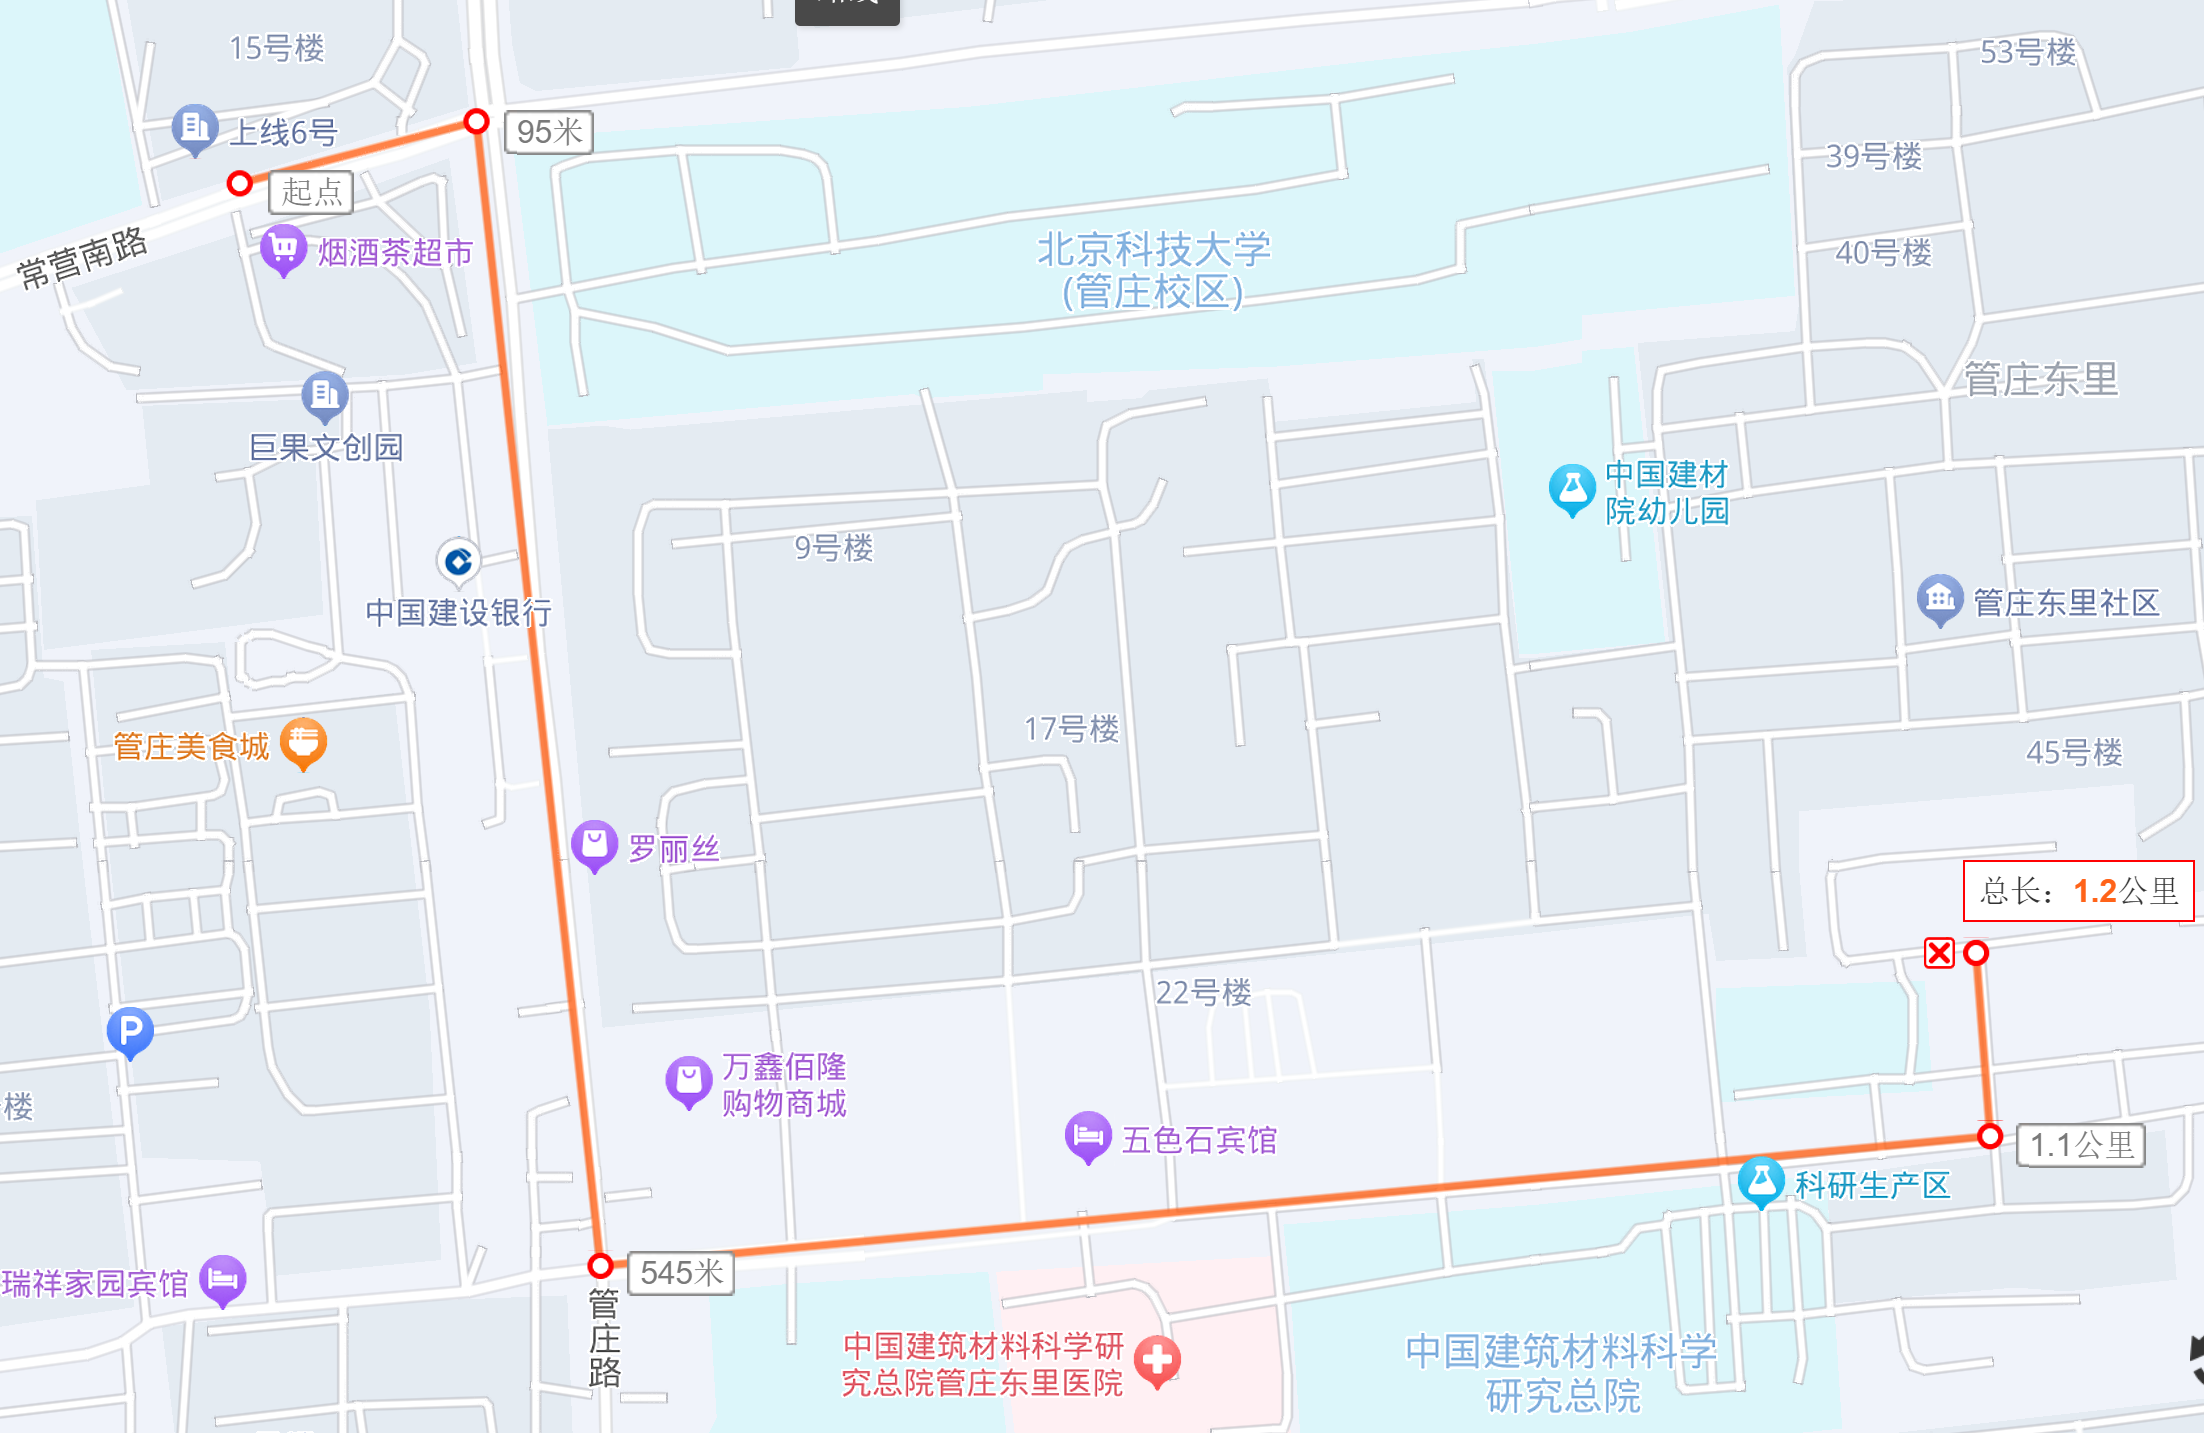 15号楼
53号楼
上线6号
95米
39号楼
起点
北京科技大学
(管庄校区)
常营南路
烟酒茶超市
40号楼
管庄东里
巨果文创园
中国建材
院幼儿园
9号楼
中国建设银行
管庄东里社区
17号楼
管庄美食城
45号楼
罗丽丝
总长：1.2公里
22号楼
P
万鑫佰隆
购物商城
楼
五色石宾馆
1.1公里
科研生产区
545米
瑞祥家园宾馆
管庄路
中国建筑材料科学研
究总院管庄东里医院
中国建筑材料科学
研究总院